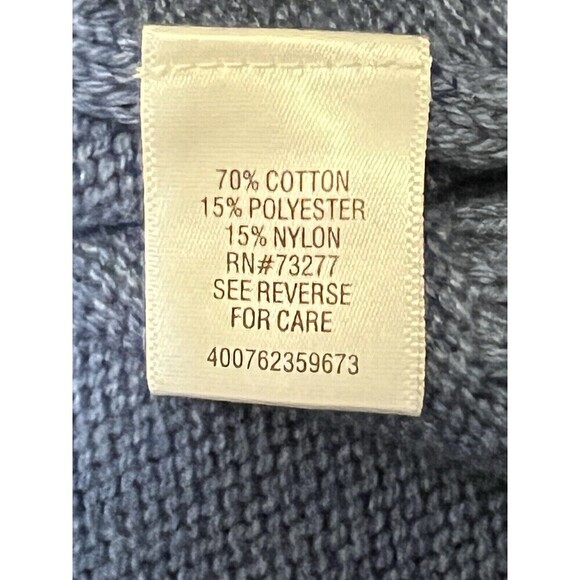 70% COTTON
15% POLYESTER
15% NYLON
RN#73277
SEE REVERSE
FOR CARE
400762359673